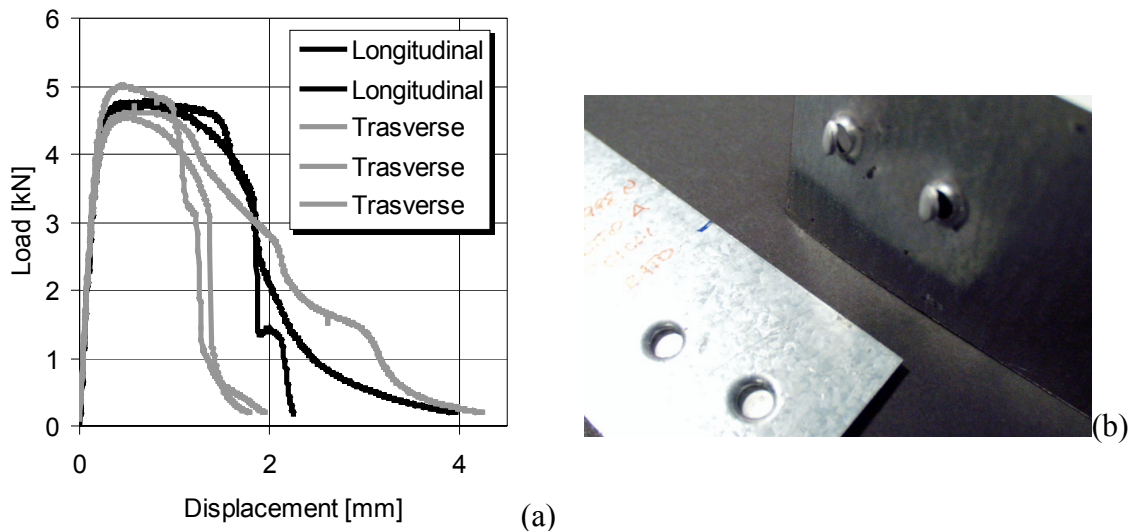 6
5
4
3
2
1
0
Load [kN]
Longitudinal
Longitudinal
Trasverse
Trasverse
Trasverse
0 2 4
Displacement [mm]
(a)
(b)